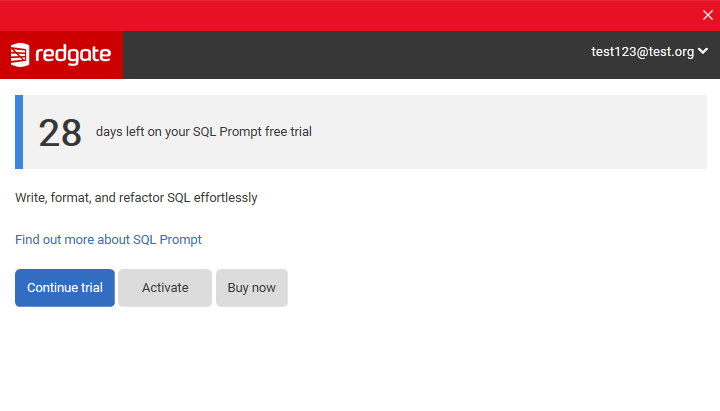 redgate
test123@test.org
28 days left on your SQL Prompt free trial
Write, format, and refactor SQL effortlessly
Find out more about SQL Prompt
Continue trial Activate Buy now